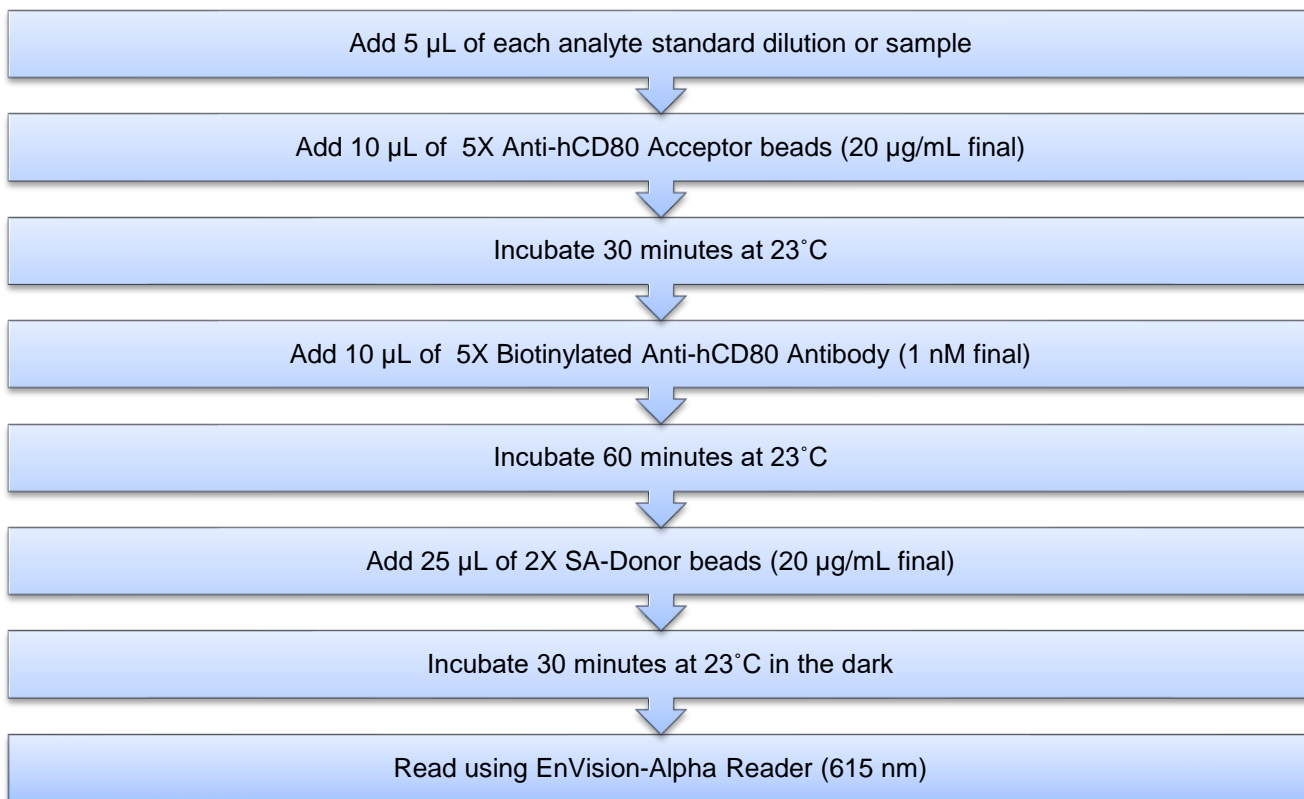 Add 5 µL of each analyte standard dilution or sample
Add 10 µL of  5X Anti-hCD80 Acceptor beads (20 µg/mL final)
Incubate 30 minutes at 23˚C
Add 10 µL of  5X Biotinylated Anti-hCD80 Antibody (1 nM final)
Incubate 60 minutes at 23˚C
Add 25 µL of 2X SA-Donor beads (20 µg/mL final)
Incubate 30 minutes at 23˚C in the dark
Read using EnVision-Alpha Reader (615 nm)